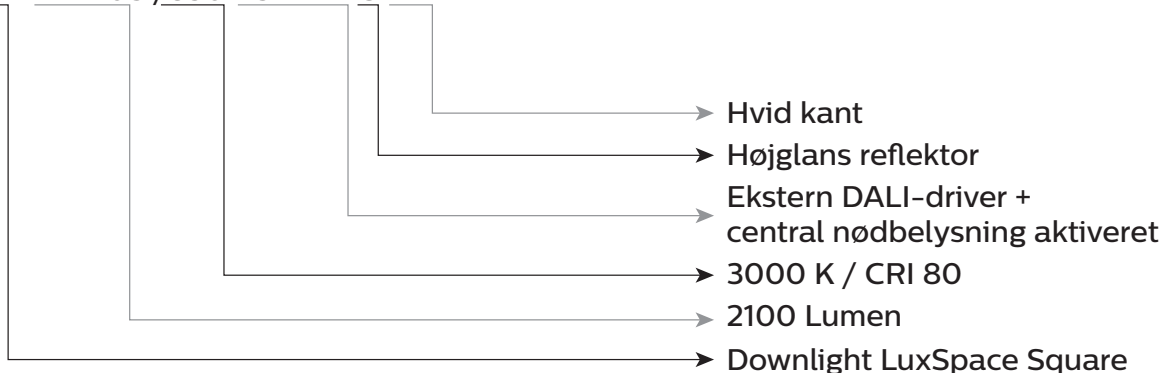 Hvid kant
Højglans reflektor
Ekstern DALI-driver +
central nødbelysning aktiveret
3000 K / CRI 80
2100 Lumen
Downlight LuxSpace Square